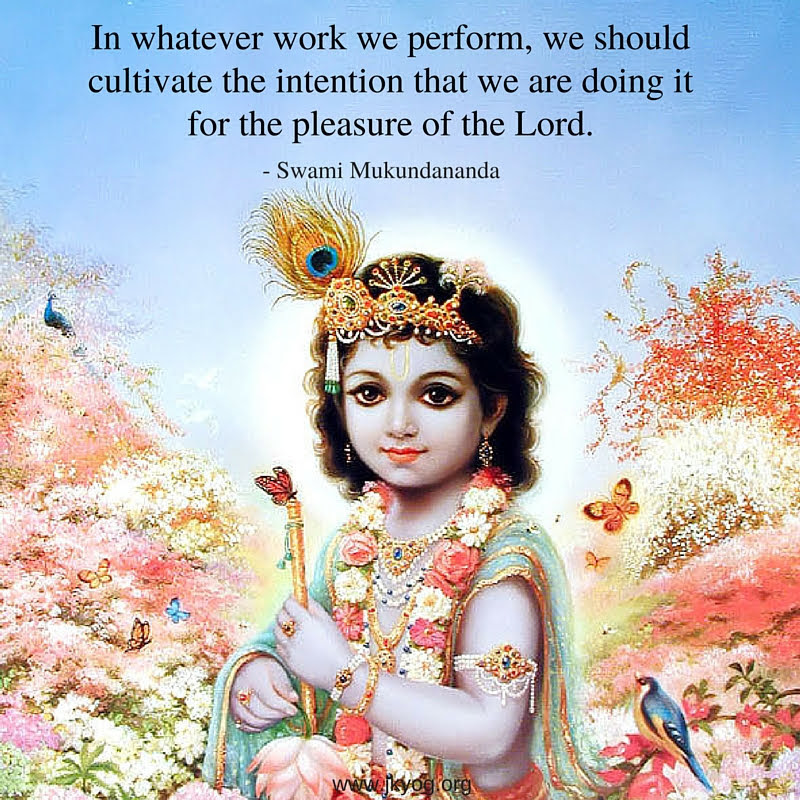 In whatever work we perform, we should
cultivate the intention that we are doing it
for the pleasure of the Lord.
- Swami Mukundananda
www.jkyog.org